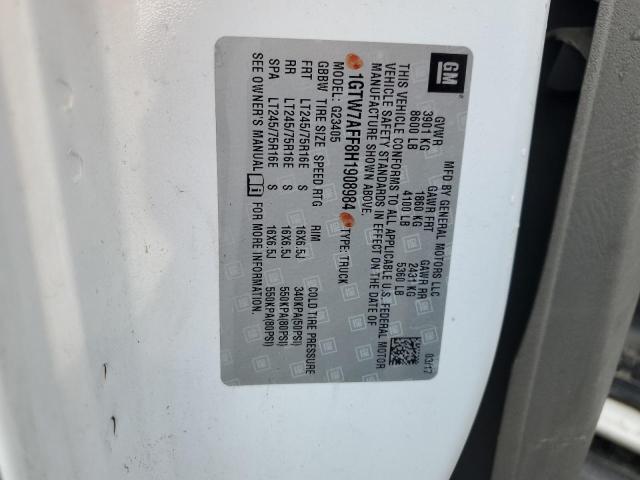 GM
MFD BY GENERAL MOTORS LLC
03/17
GVWR GAWR FRT GAWR RR
3901 KG 1860 KG 2431 KG
8600 LB 4100 LB 5360 LB
THIS VEHICLE CONFORMS TO ALL APPLICABLE U.S. FEDERAL MOTOR
VEHICLE SAFETY STANDARDS IN EFFECT ON THE DATE OF
MANUFACTURE SHOWN ABOVE.
1GTW7AFF8H1908984 TYPE: TRUCK
MODEL: G23405
GBBW TIRE SIZE SPEED RTG RIM COLD TIRE PRESSURE
FRT LT245/75R16E S 16X6.5J 340KPA(50PSI)
RR LT245/75R16E S 16X6.5J 550KPA(80PSI)
SPA LT245/75R16E S 16X6.5J 550KPA(80PSI)
SEE OWNER'S MANUAL FOR MORE INFORMATION.